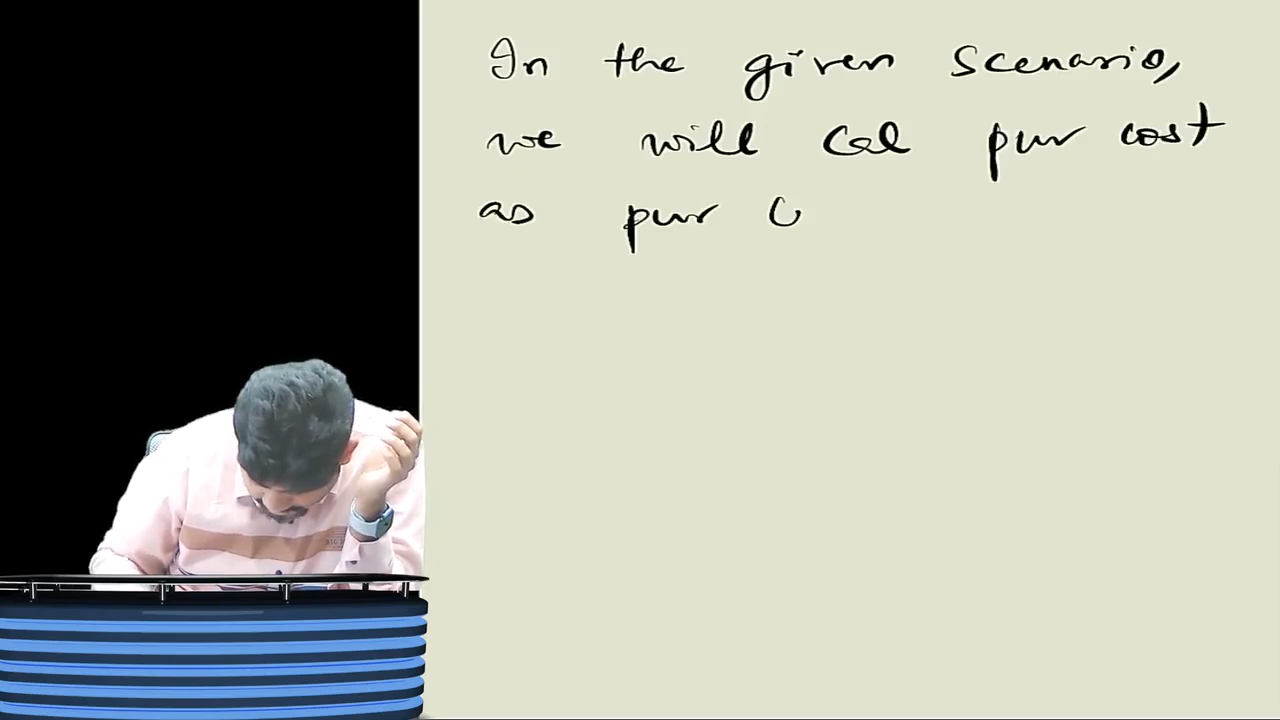 In the given scenario,
we will cal pur cost
as pur c